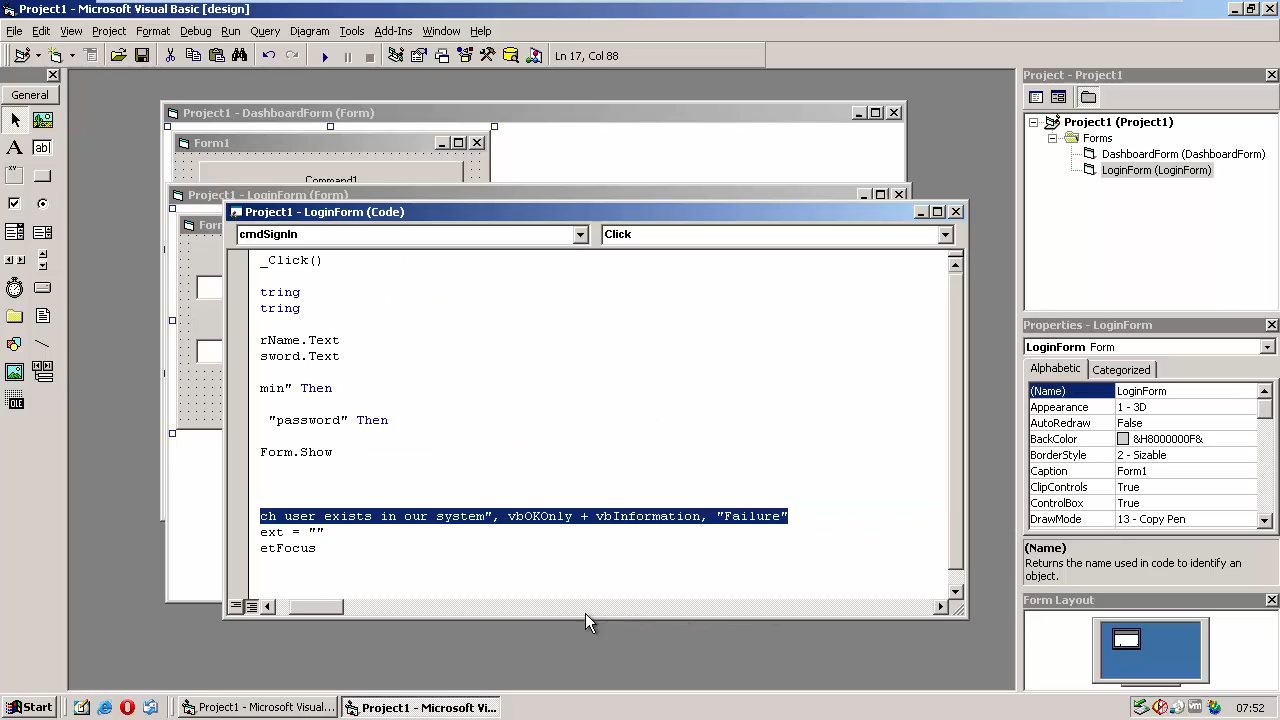 Project1 - Microsoft Visual Basic [design]
File Edit View Project Format Debug Run Query Diagram Tools Add-Ins Window Help
Ln 17, Col 88
General
Project1 - DashboardForm (Form)
Form1
Command1
Project1 - LoginForm (Form)
Form
Project1 - LoginForm (Code)
cmdSignIn
Click
_Click()
tring
tring
rName.Text
sword.Text
min" Then
"password" Then
Form.Show
ch user exists in our system", vbOKOnly + vbInformation, "Failure"
ext = ""
etFocus
Project - Project1
Project1 (Project1)
Forms
DashboardForm (DashboardForm)
LoginForm (LoginForm)
Properties - LoginForm
LoginForm Form
Alphabetic Categorized
(Name) LoginForm
Appearance 1 - 3D
AutoRedraw False
BackColor &H8000000F&
BorderStyle 2 - Sizable
Caption Form1
ClipControls True
ControlBox True
DrawMode 13 - Copy Pen
(Name)
Returns the name used in code to identify an
object.
Form Layout
Start
Project1 - Microsoft Visual...
Project1 - Microsoft Vi...
07:52